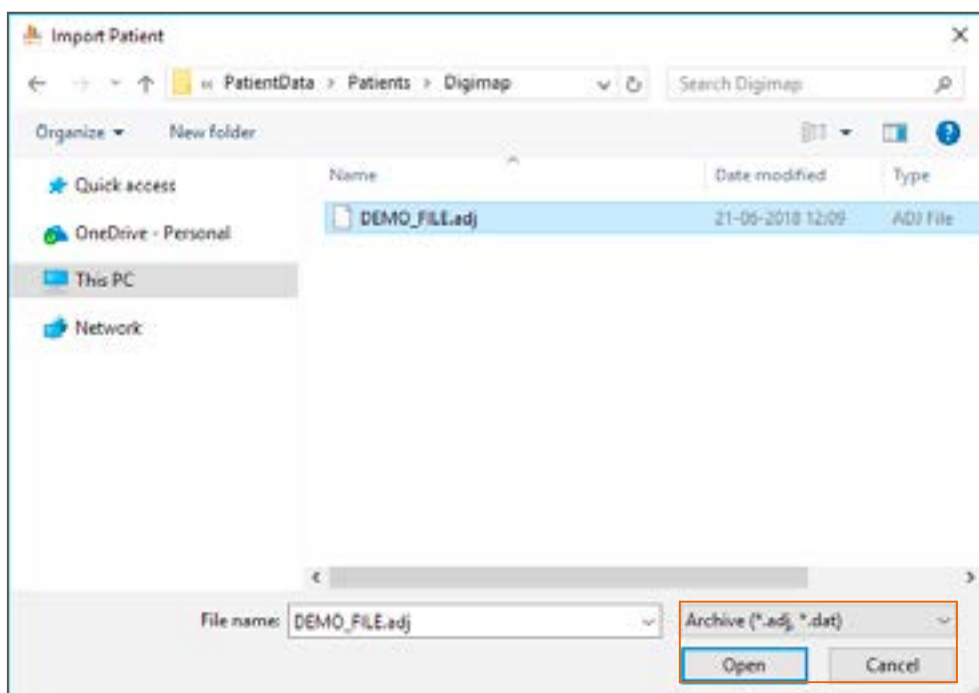 Import Patient
« PatientData › Patients › Digimap
Search Digimap
Organize
New folder
Name
Date modified
Type
Quick access
DEMO_FILE.adj
21-06-2018 12:09
ADJ File
OneDrive - Personal
This PC
Network
File name:
DEMO_FILE.adj
Archive (*.adj, *.dat)
Open
Cancel